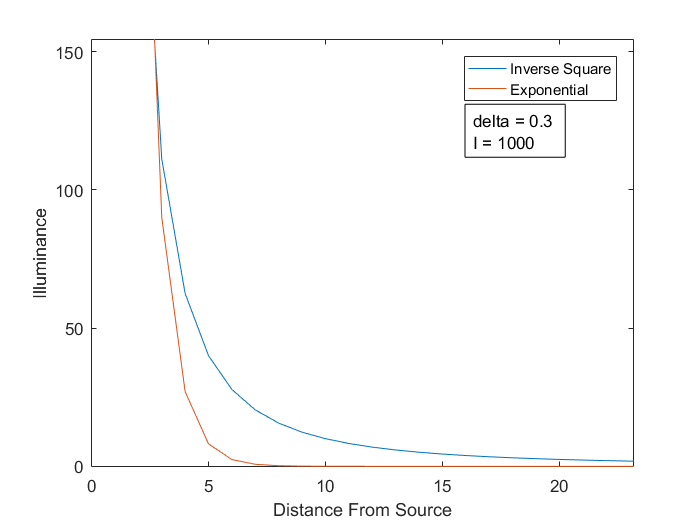 150
100
50
0
0 5 10 15 20
Illuminance
Distance From Source
Inverse Square
Exponential
delta = 0.3
I = 1000